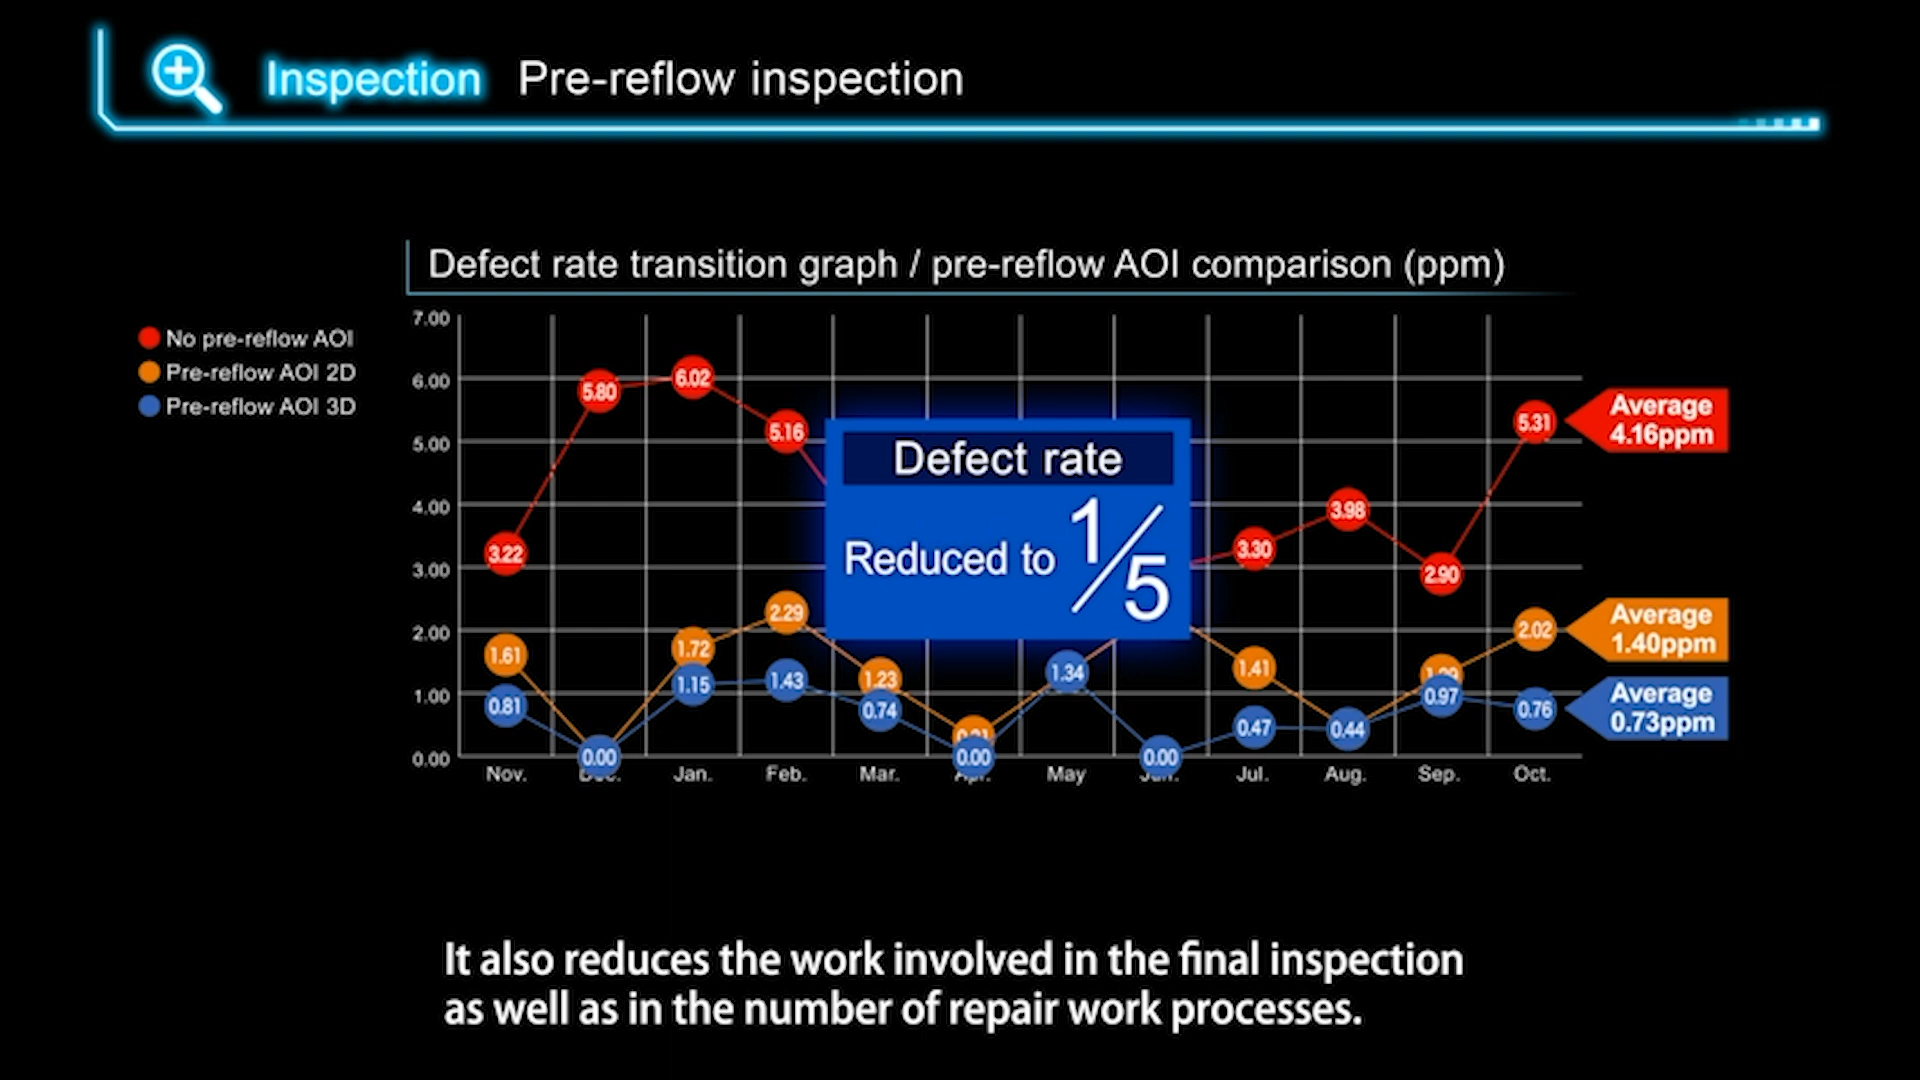 Inspection Pre-reflow inspection
Defect rate transition graph / pre-reflow AOI comparison (ppm)
No pre-reflow AOI
Pre-reflow AOI 2D
Pre-reflow AOI 3D
7.00
6.00
5.00
4.00
3.00
2.00
1.00
0.00
3.22
5.80
6.02
5.16
3.30
3.98
2.90
5.31
1.61
1.72
2.29
1.23
1.41
2.02
0.81
0.00
1.15
1.43
0.74
0.00
1.34
0.00
0.47
0.44
0.97
0.76
Defect rate
Reduced to 1/5
Average
4.16ppm
Average
1.40ppm
Average
0.73ppm
Nov. Jan. Feb. Mar. May Jul. Aug. Sep. Oct.
It also reduces the work involved in the final inspection
as well as in the number of repair work processes.